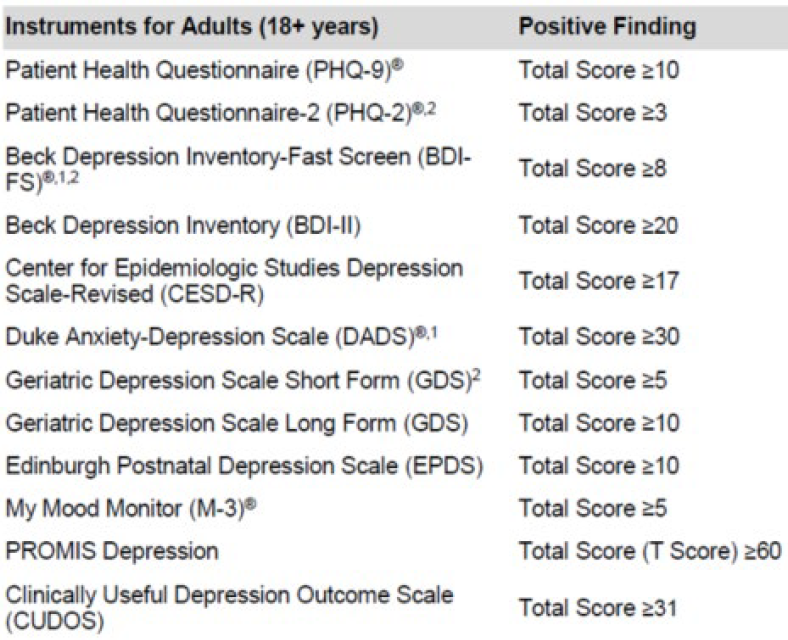 Instruments for Adults (18+ years) Positive Finding
Patient Health Questionnaire (PHQ-9)® Total Score ≥10
Patient Health Questionnaire-2 (PHQ-2)®,2 Total Score ≥3
Beck Depression Inventory-Fast Screen (BDI-
FS)®,1,2 Total Score ≥8
Beck Depression Inventory (BDI-II) Total Score ≥20
Center for Epidemiologic Studies Depression
Scale-Revised (CESD-R) Total Score ≥17
Duke Anxiety-Depression Scale (DADS)®,1 Total Score ≥30
Geriatric Depression Scale Short Form (GDS)2 Total Score ≥5
Geriatric Depression Scale Long Form (GDS) Total Score ≥10
Edinburgh Postnatal Depression Scale (EPDS) Total Score ≥10
My Mood Monitor (M-3)® Total Score ≥5
PROMIS Depression Total Score (T Score) ≥60
Clinically Useful Depression Outcome Scale
(CUDOS) Total Score ≥31